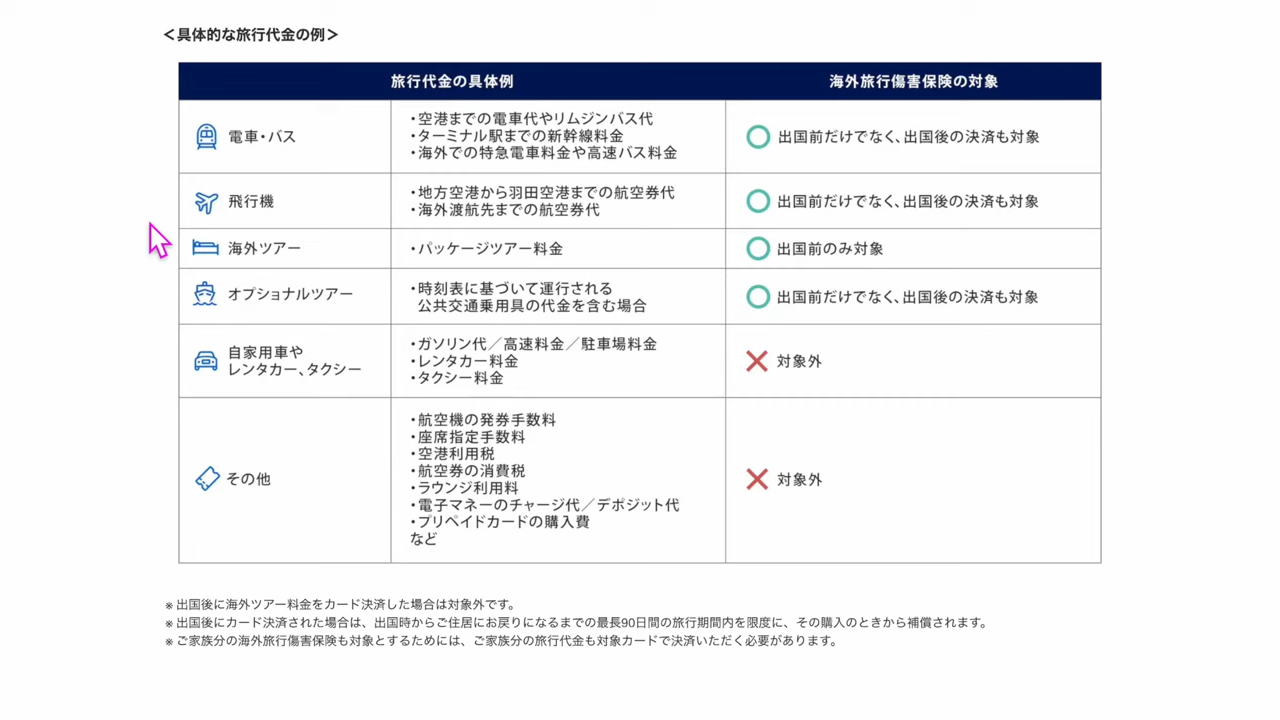 ＜具体的な旅行代金の例＞
旅行代金の具体例
海外旅行傷害保険の対象
電車・バス
・空港までの電車代やリムジンバス代
・ターミナル駅までの新幹線料金
・海外での特急電車料金や高速バス料金
出国前だけでなく、出国後の決済も対象
飛行機
・地方空港から羽田空港までの航空券代
・海外渡航先までの航空券代
出国前だけでなく、出国後の決済も対象
海外ツアー
・パッケージツアー料金
出国前のみ対象
オプショナルツアー
・時刻表に基づいて運行される
公共交通乗用具の代金を含む場合
出国前だけでなく、出国後の決済も対象
自家用車や
レンタカー、タクシー
・ガソリン代／高速料金／駐車場料金
・レンタカー料金
・タクシー料金
対象外
その他
・航空機の発券手数料
・座席指定手数料
・空港利用税
・航空券の消費税
・ラウンジ利用料
・電子マネーのチャージ代／デポジット代
・プリペイドカードの購入費
など
対象外
※出国後に海外ツアー料金をカード決済した場合は対象外です。
※出国後にカード決済された場合は、出国時からご住居にお戻りになるまでの最長90日間の旅行期間内を限度に、その購入のときから補償されます。
※ご家族分の海外旅行傷害保険も対象とするためには、ご家族分の旅行代金も対象カードで決済いただく必要があります。